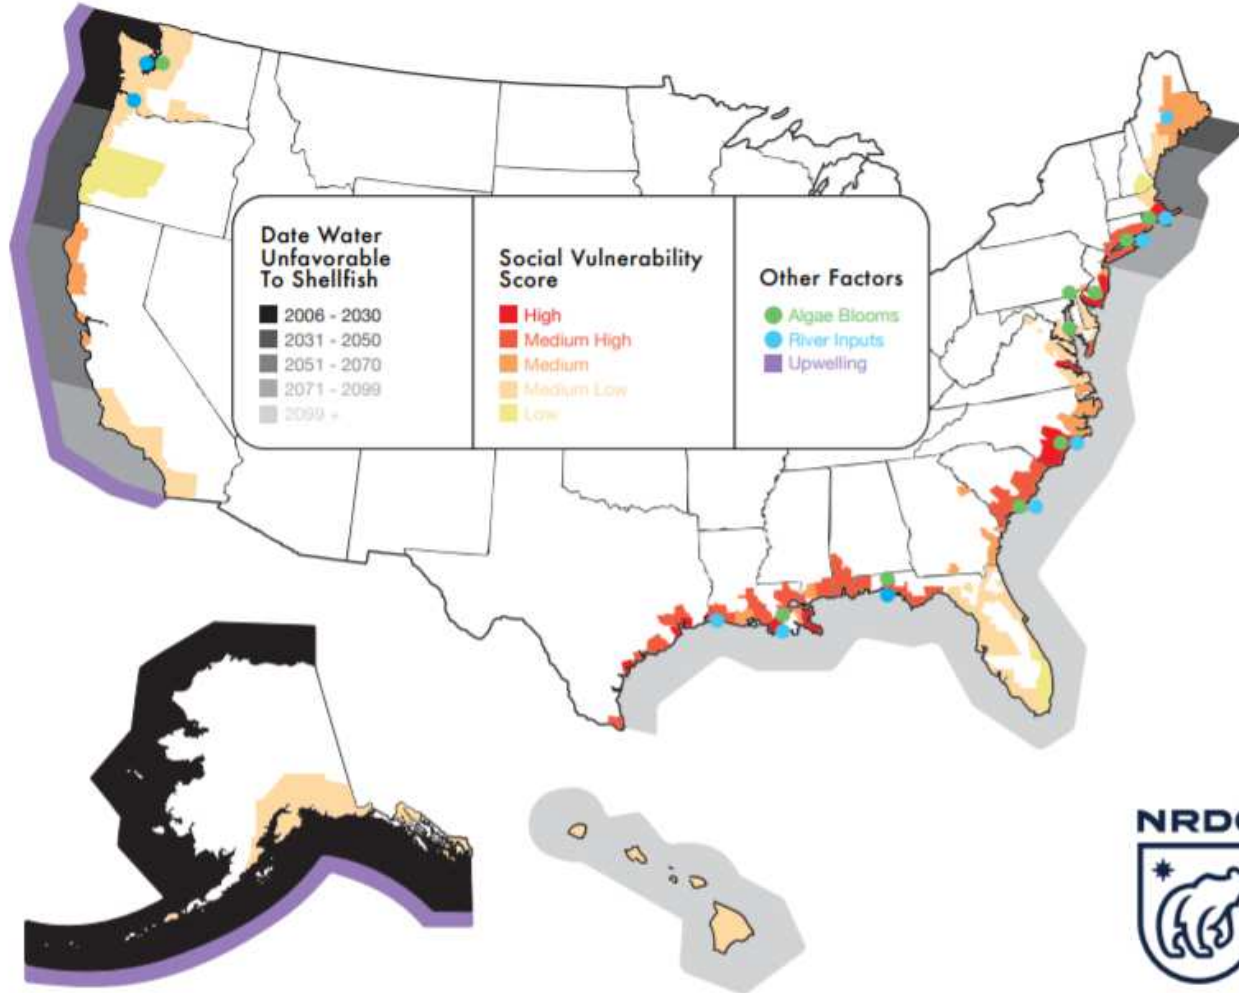 Date Water
Unfavorable
To Shellfish
2006 - 2030
2031 - 2050
2051 - 2070
2071 - 2099
2099 +
Social Vulnerability
Score
High
Medium High
Medium
Medium Low
Low
Other Factors
Algae Blooms
River Inputs
Upwelling
NRDC